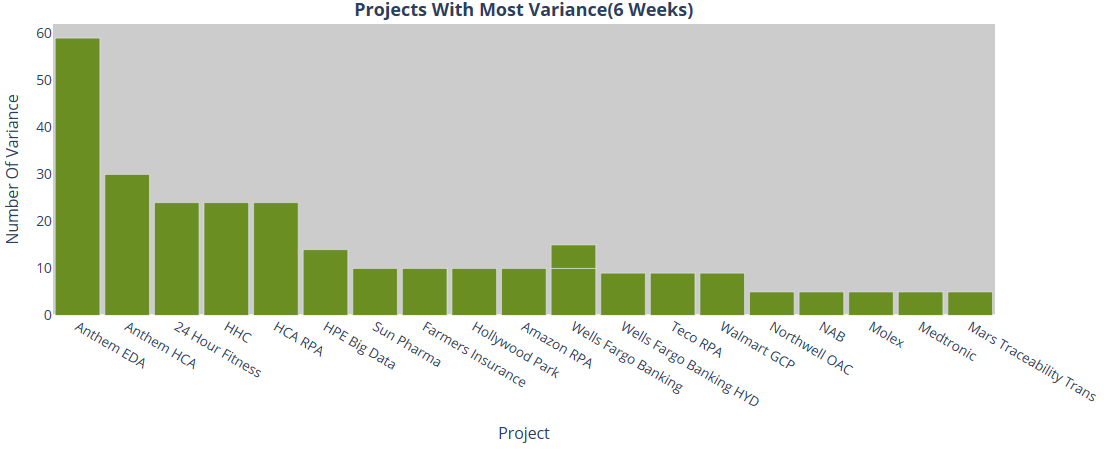 Projects With Most Variance(6 Weeks)
Number Of Variance
60
50
40
30
20
10
0
Anthem EDA
Anthem HCA
24 Hour Fitness
HHC
HCA RPA
HPE Big Data
Sun Pharma
Farmers Insurance
Hollywood Park
Amazon RPA
Wells Fargo Banking
Wells Fargo Banking HYD
Teco RPA
Walmart GCP
Northwell OAC
NAB
Molex
Medtronic
Mars Traceability Trans
Project